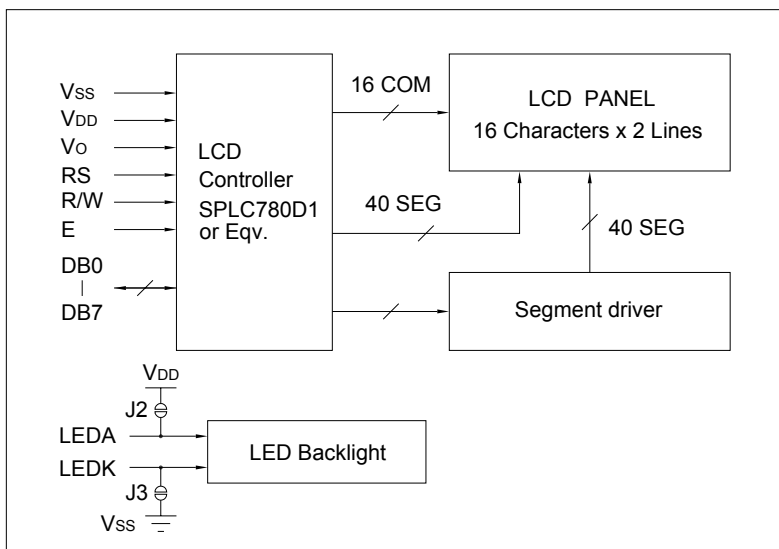 VSS
VDD
VO
RS
R/W
E
DB0
DB7
LCD
Controller
SPLC780D1
or Eqv.
16 COM
40 SEG
LCD PANEL
16 Characters x 2 Lines
40 SEG
Segment driver
VDD
J2
LEDA
LEDK
J3
VSS
LED Backlight